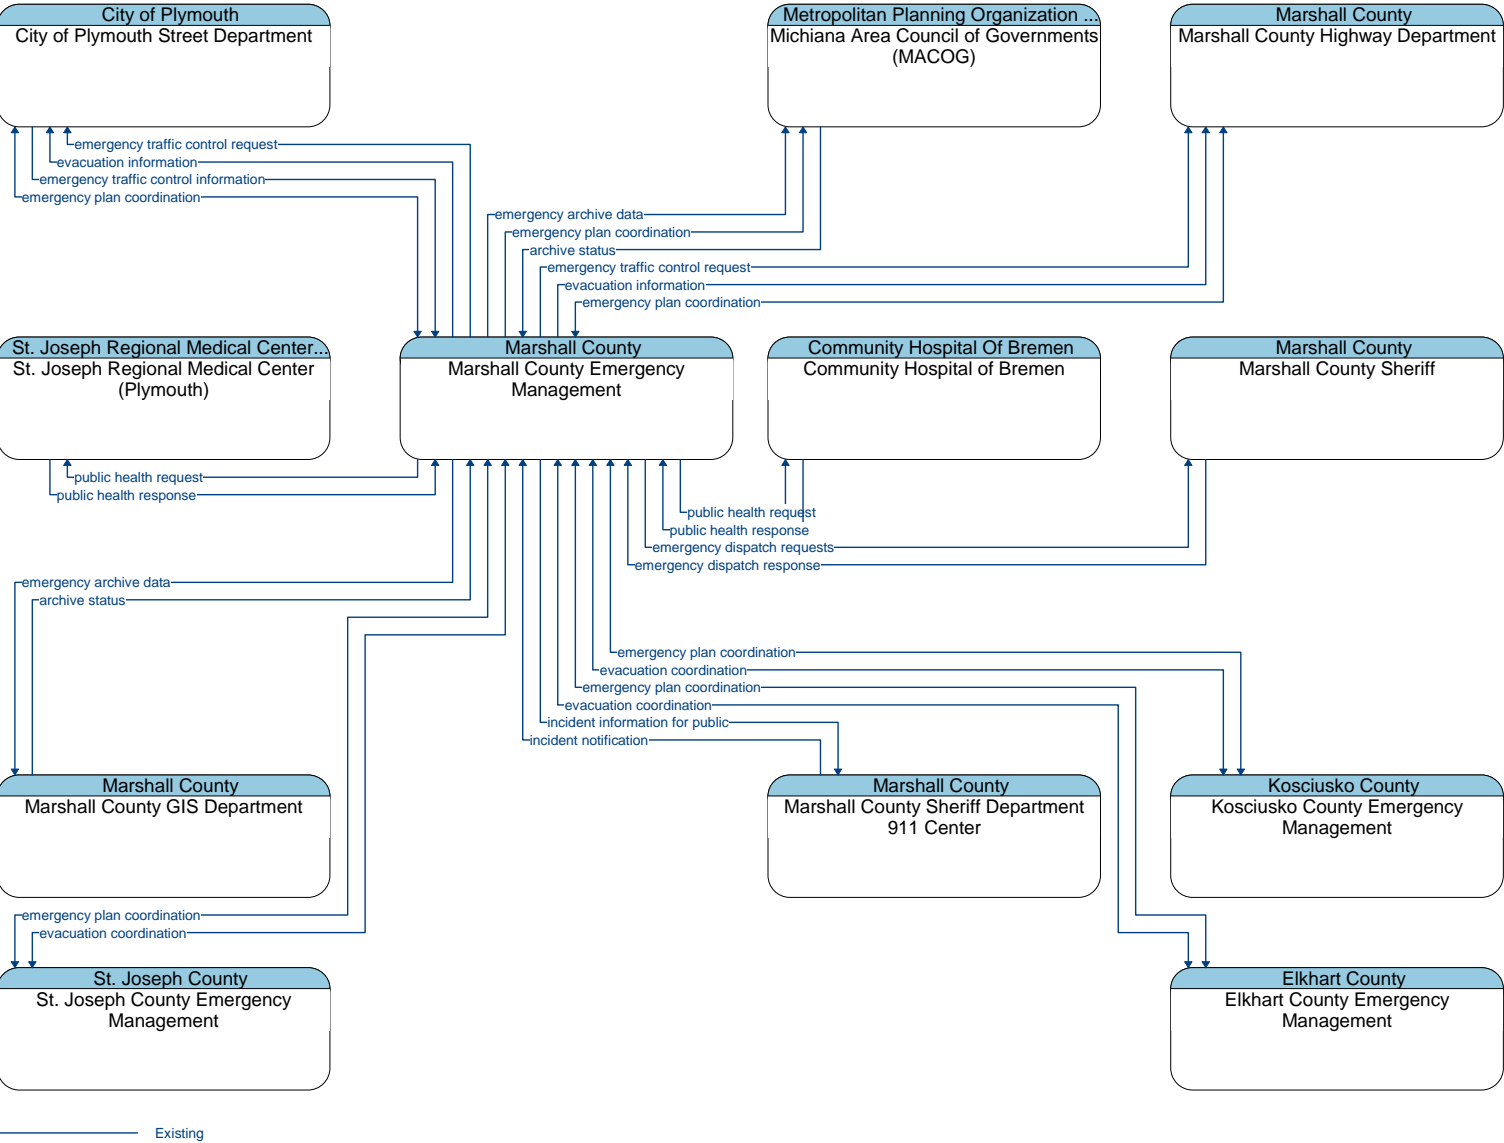 City of Plymouth
City of Plymouth Street Department
Metropolitan Planning Organization ...
Michiana Area Council of Governments
(MACOG)
Marshall County
Marshall County Highway Department
emergency traffic control request
evacuation information
emergency traffic control information
emergency plan coordination
emergency archive data
emergency plan coordination
archive status
emergency traffic control request
evacuation information
emergency plan coordination
St. Joseph Regional Medical Center...
St. Joseph Regional Medical Center
(Plymouth)
Marshall County
Marshall County Emergency
Management
Community Hospital Of Bremen
Community Hospital of Bremen
Marshall County
Marshall County Sheriff
public health request
public health response
public health request
public health response
emergency dispatch requests
emergency dispatch response
emergency archive data
archive status
emergency plan coordination
evacuation coordination
emergency plan coordination
evacuation coordination
incident information for public
incident notification
Marshall County
Marshall County GIS Department
Marshall County
Marshall County Sheriff Department
911 Center
Kosciusko County
Kosciusko County Emergency
Management
emergency plan coordination
evacuation coordination
St. Joseph County
St. Joseph County Emergency
Management
Elkhart County
Elkhart County Emergency
Management
Existing